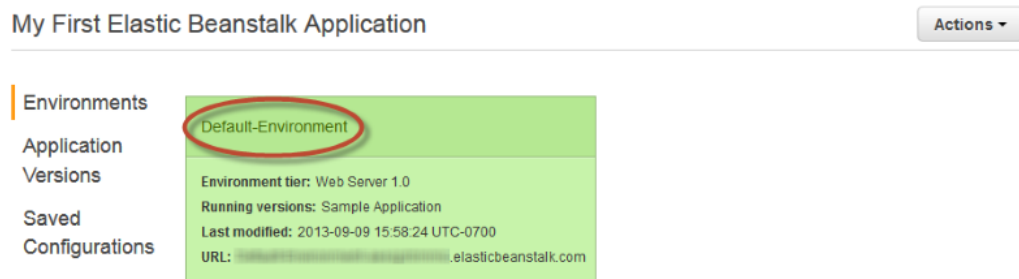 My First Elastic Beanstalk Application
Actions
Environments
Application
Versions
Saved
Configurations
Default-Environment
Environment tier: Web Server 1.0
Running versions: Sample Application
Last modified: 2013-09-09 15:58:24 UTC-0700
URL: .elasticbeanstalk.com